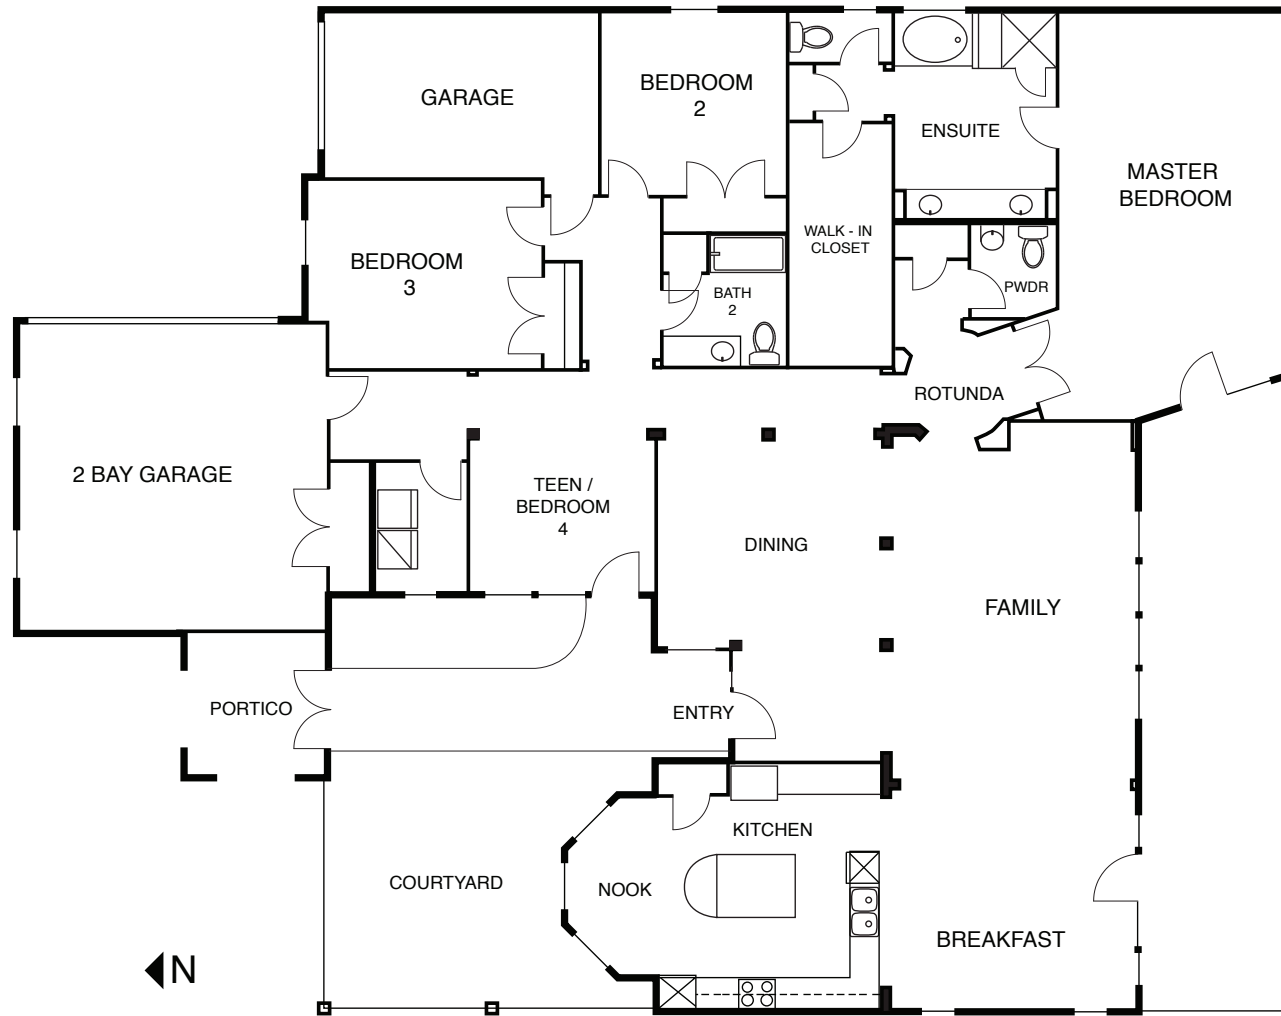 GARAGE
BEDROOM
2
ENSUITE
MASTER
BEDROOM
BEDROOM
3
WALK - IN
CLOSET
PWDR
BATH
2
ROTUNDA
2 BAY GARAGE
TEEN /
BEDROOM
4
DINING
FAMILY
PORTICO
ENTRY
KITCHEN
COURTYARD
NOOK
BREAKFAST
N